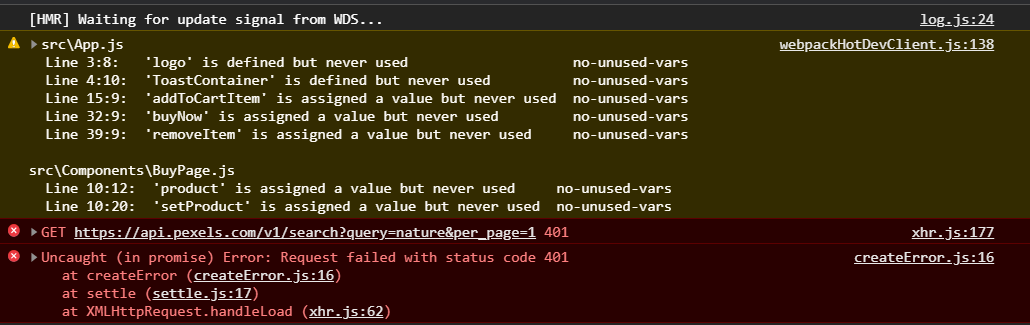 [HMR] Waiting for update signal from WDS... log.js:24
src\App.js webpackHotDevClient.js:138
Line 3:8: 'logo' is defined but never used no-unused-vars
Line 4:10: 'ToastContainer' is defined but never used no-unused-vars
Line 15:9: 'addToCartItem' is assigned a value but never used no-unused-vars
Line 32:9: 'buyNow' is assigned a value but never used no-unused-vars
Line 39:9: 'removeItem' is assigned a value but never used no-unused-vars
src\Components\BuyPage.js
Line 10:12: 'product' is assigned a value but never used no-unused-vars
Line 10:20: 'setProduct' is assigned a value but never used no-unused-vars
GET https://api.pexels.com/v1/search?query=nature&per_page=1 401 xhr.js:177
Uncaught (in promise) Error: Request failed with status code 401 createError.js:16
at createError (createError.js:16)
at settle (settle.js:17)
at XMLHttpRequest.handleLoad (xhr.js:62)